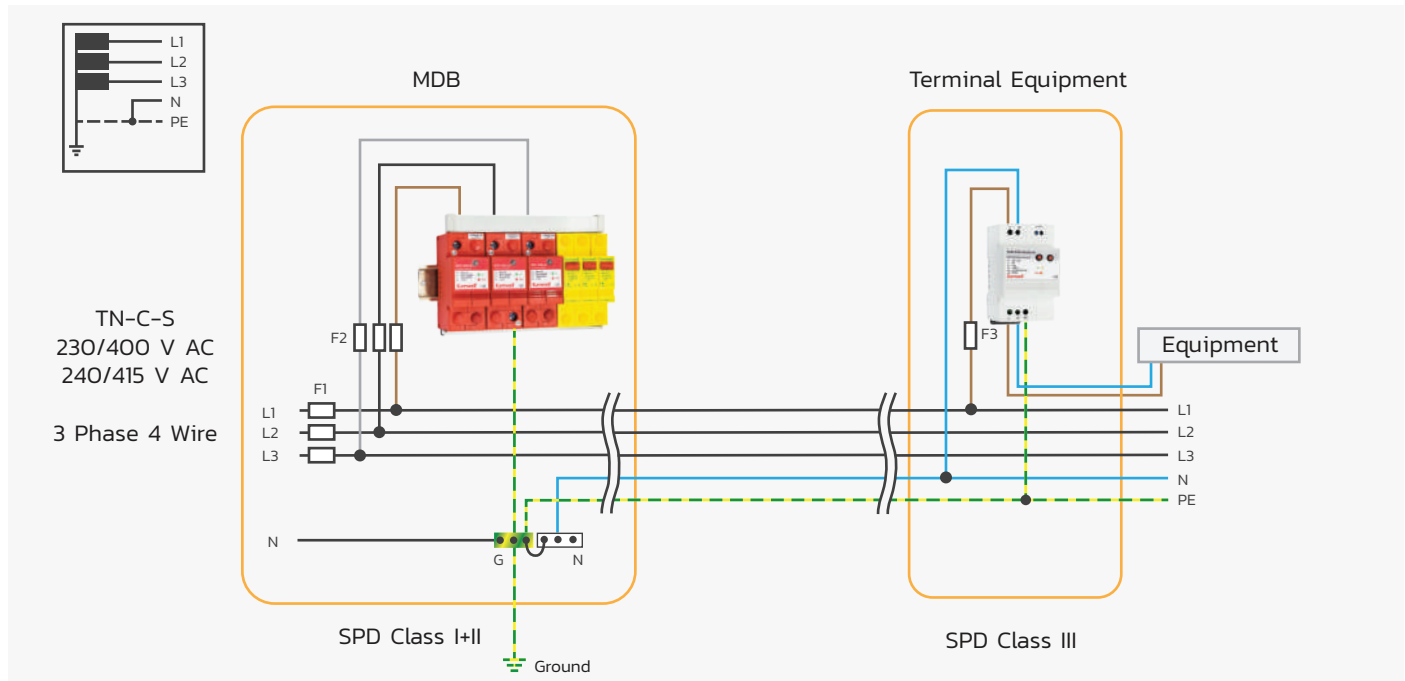 L1
L2
L3
N
PE
MDB
Terminal Equipment
TN-C-S
230/400 V AC
240/415 V AC
3 Phase 4 Wire
F2
F3
Equipment
F1
L1
L1
L2
L2
L3
L3
N
PE
N
G
N
SPD Class I+II
SPD Class III
Ground